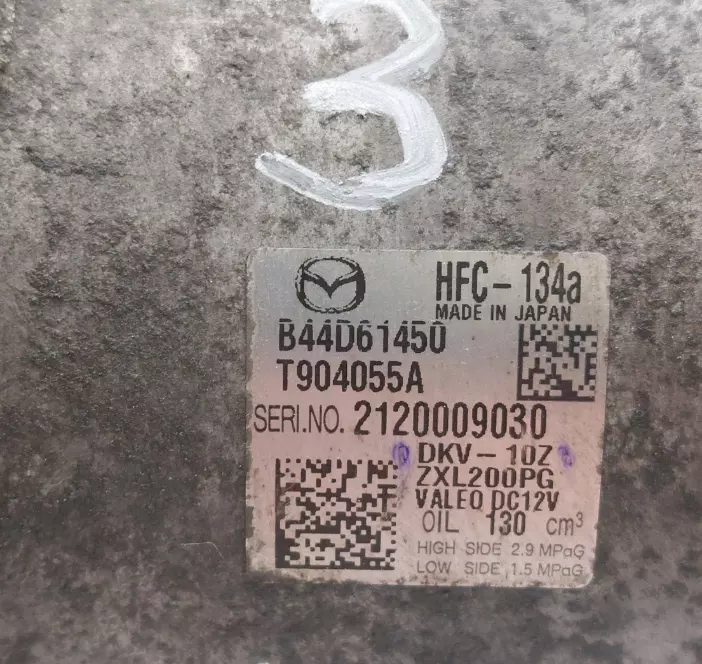 3
HFC-134a
MADE IN JAPAN
B44D61450
T904055A
SERI.NO. 2120009030
DKV-10Z
ZXL200PG
VALEO DC12V
OIL 130 cm³
HIGH SIDE 2.9 MPaG
LOW SIDE 1.5 MPaG